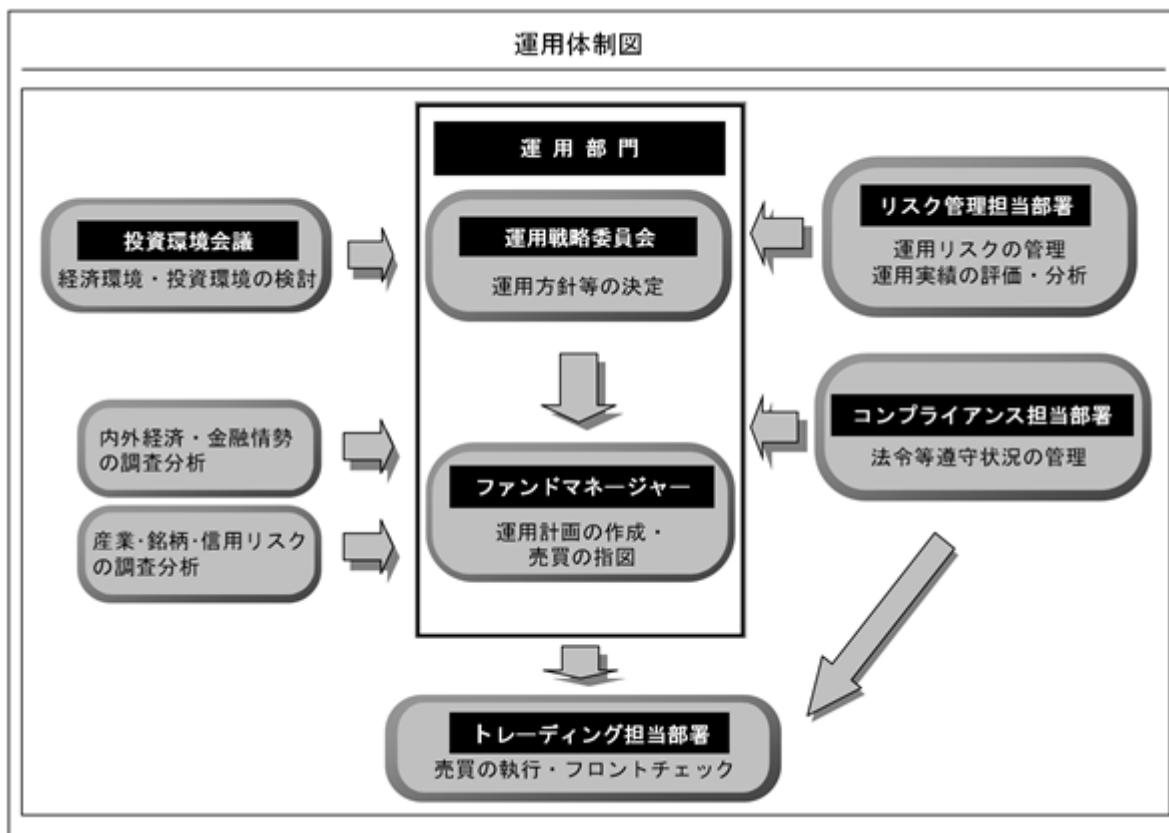 運用体制図
運用部門
投資環境会議
経済環境・投資環境の検討
運用戦略委員会
運用方針等の決定
リスク管理担当部署
運用リスクの管理
運用実績の評価・分析
内外経済・金融情勢
の調査分析
産業・銘柄・信用リスク
の調査分析
ファンドマネージャー
運用計画の作成・
売買の指図
コンプライアンス担当部署
法令等遵守状況の管理
トレーディング担当部署
売買の執行・フロントチェック